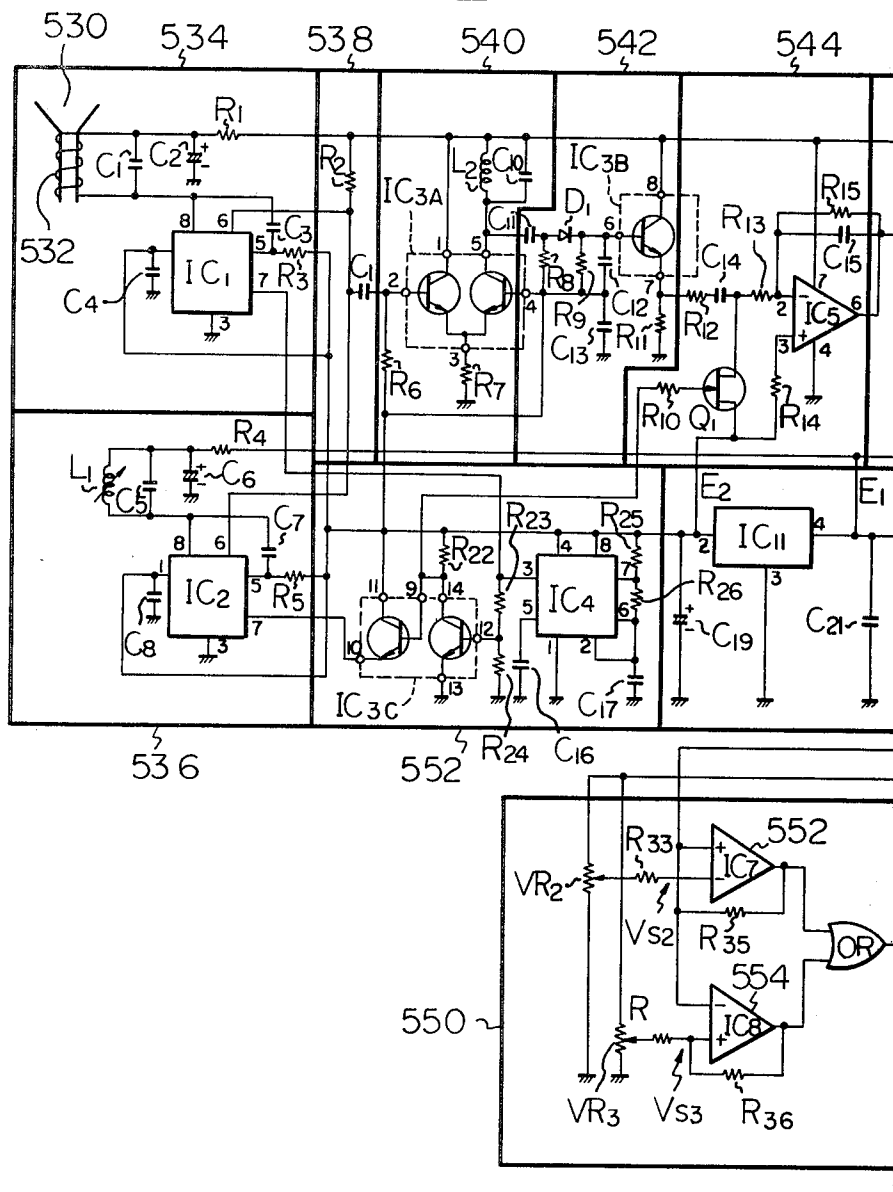 530 534 538 540 542 544
R1 R2 C1 C2 L2 C10 IC3B R15
532 IC3A C11 D1 8 R13 C15
8 6 5 C3 R3 1 5 6 C14 7
C4 IC1 7 C1 2 4 R8 R9 C12 7 R12 2 IC5 6
3 3 C13 R11 3 4
R6 R7 R10 Q1 R14
R4
L1 C5 C6 C7 R23 R25 E2 E1
8 6 R22 4 8 2 IC11 4
1 IC2 5 R5 11 9 14 3 IC4 7 R26 3
C8 7 10 12 5 6 C19 C21
3 13 1 2
IC3C C17
536 552 R24 C16
R33 552
VR2 + IC7 −
VS2 R35 OR
554
550 R − IC8 +
VR3 VS3 R36